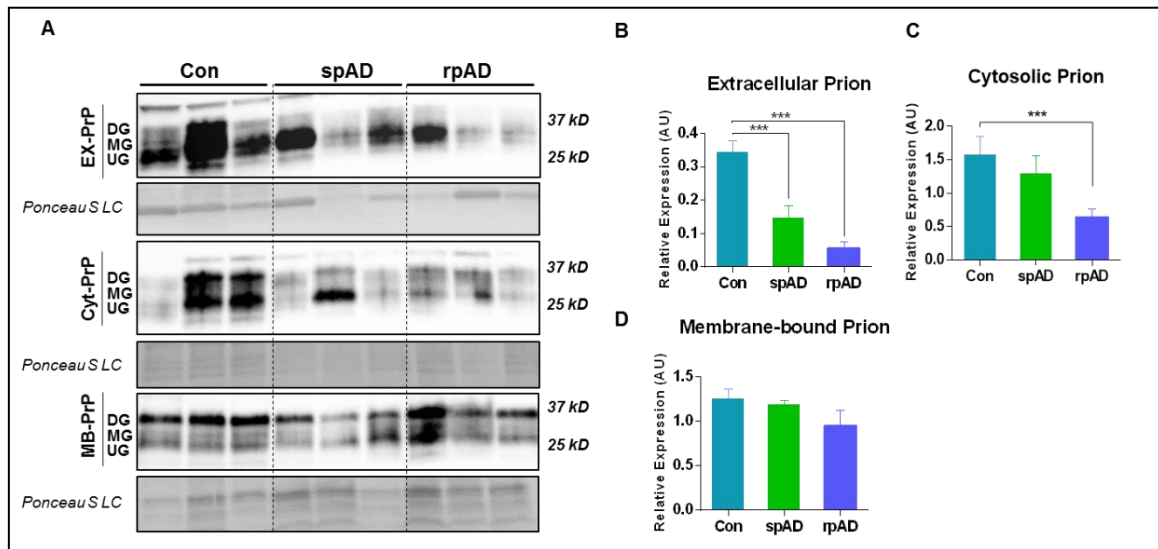 A
Con spAD rpAD
EX-PrP
DG
MG
UG
37 kD
25 kD
Ponceau S LC
Cyt-PrP
DG
MG
UG
37 kD
25 kD
Ponceau S LC
MB-PrP
DG
MG
UG
37 kD
25 kD
Ponceau S LC
B
Extracellular Prion
Relative Expression (AU)
0.4
0.3
0.2
0.1
0.0
***
***
Con spAD rpAD
C
Cytosolic Prion
Relative Expression (AU)
2.0
1.5
1.0
0.5
0.0
***
Con spAD rpAD
D
Membrane-bound Prion
Relative Expression (AU)
1.5
1.0
0.5
0.0
Con spAD rpAD